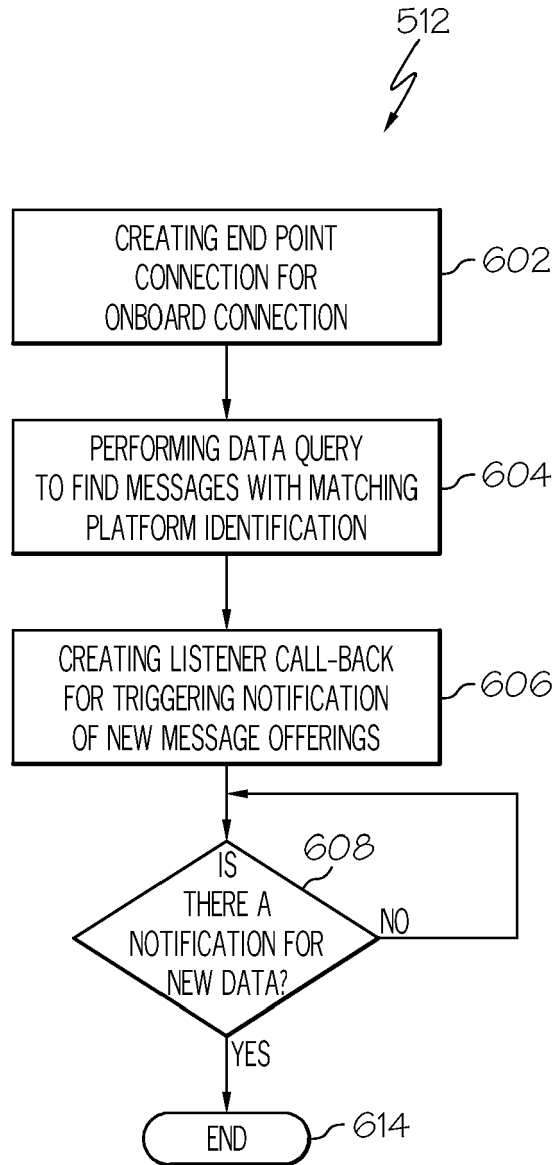 512
CREATING END POINT
CONNECTION FOR
ONBOARD CONNECTION
602
PERFORMING DATA QUERY
TO FIND MESSAGES WITH MATCHING
PLATFORM IDENTIFICATION
604
CREATING LISTENER CALL-BACK
FOR TRIGGERING NOTIFICATION
OF NEW MESSAGE OFFERINGS
606
IS
THERE A
NOTIFICATION FOR
NEW DATA?
608
NO
YES
END
614